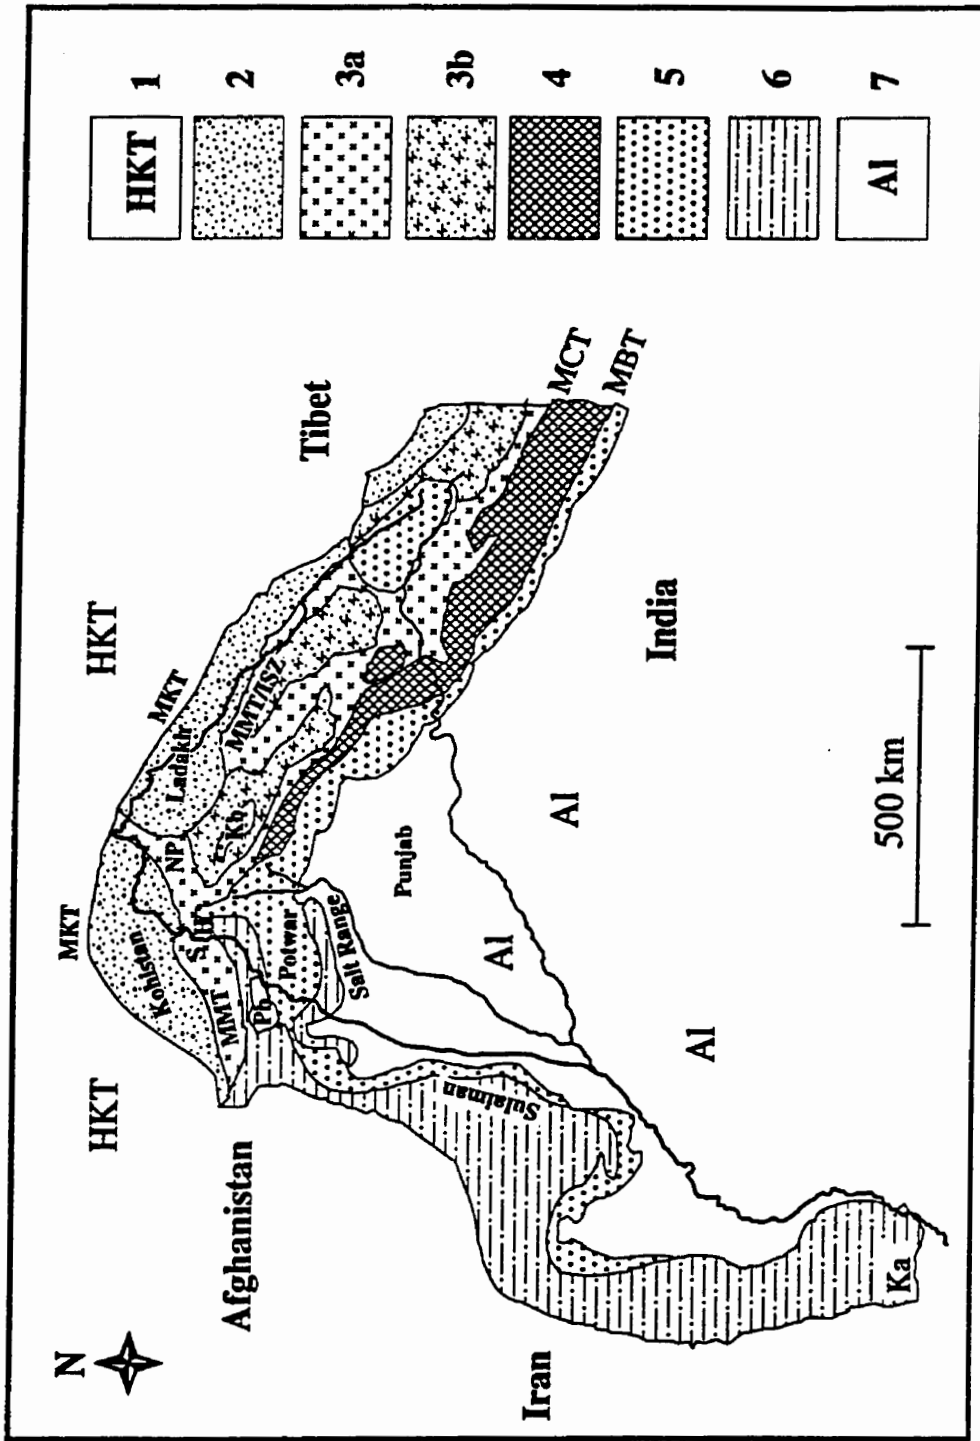 N
HKT
HKT
MKT
MKT
Tibet
Afghanistan
Iran
Kohistan
Ladakh
MMT/ISZ
NP
MMT
S.
Kb
Pb
Potwar
Salt Range
Punjab
Sulaiman
MCT
MBT
India
Al
Al
Al
Ka
500 km
HKT 1
2
3a
3b
4
5
6
Al 7